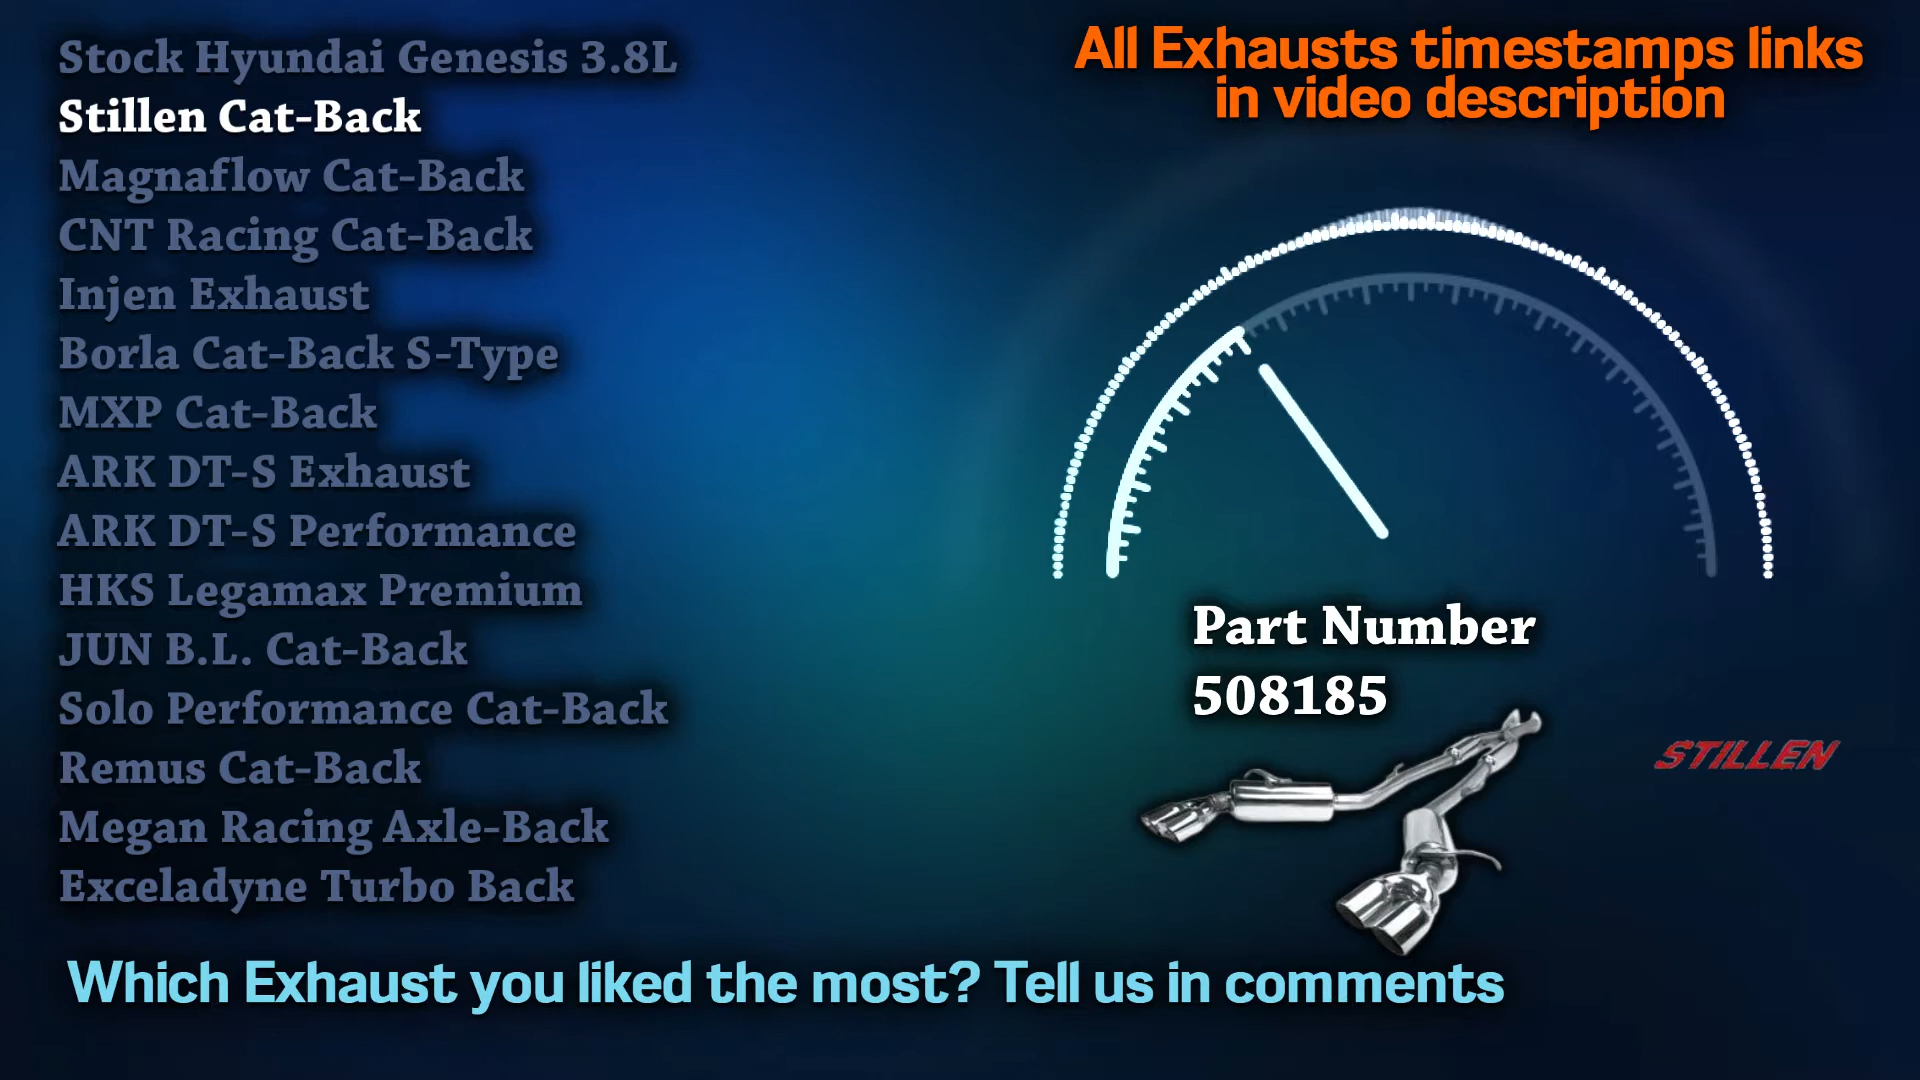 Stock Hyundai Genesis 3.8L
Stillen Cat-Back
Magnaflow Cat-Back
CNT Racing Cat-Back
Injen Exhaust
Borla Cat-Back S-Type
MXP Cat-Back
ARK DT-S Exhaust
ARK DT-S Performance
HKS Legamax Premium
JUN B.L. Cat-Back
Solo Performance Cat-Back
Remus Cat-Back
Megan Racing Axle-Back
Exceladyne Turbo Back
All Exhausts timestamps links
in video description
Part Number
508185
STILLEN
Which Exhaust you liked the most? Tell us in comments